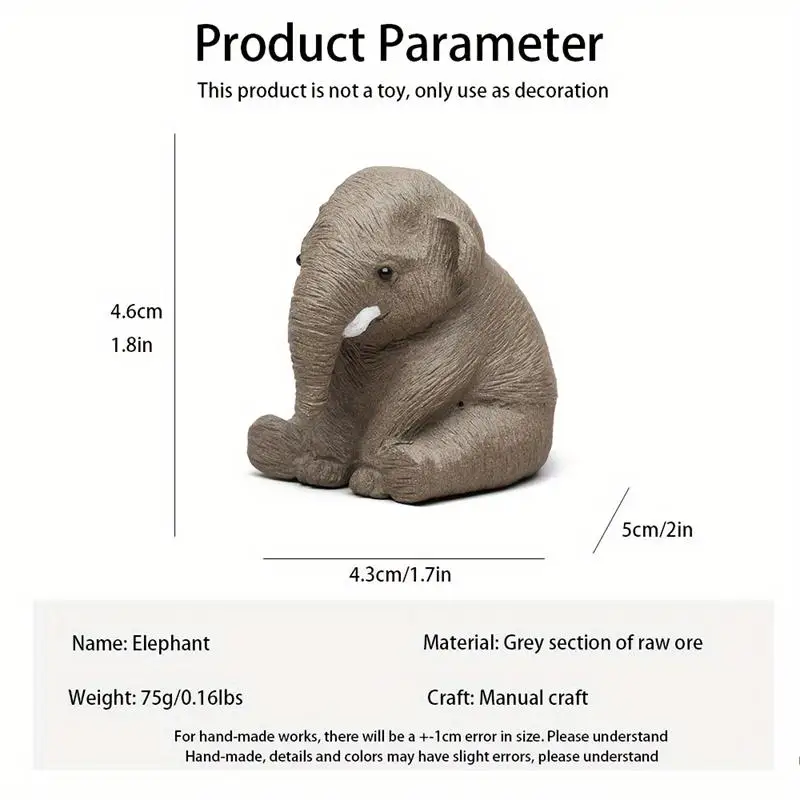 Product Parameter
This product is not a toy, only use as decoration
4.6cm
1.8in
5cm/2in
4.3cm/1.7in
Name: Elephant
Material: Grey section of raw ore
Weight: 75g/0.16lbs
Craft: Manual craft
For hand-made works, there will be a +-1cm error in size. Please understand
Hand-made, details and colors may have slight errors, please understand